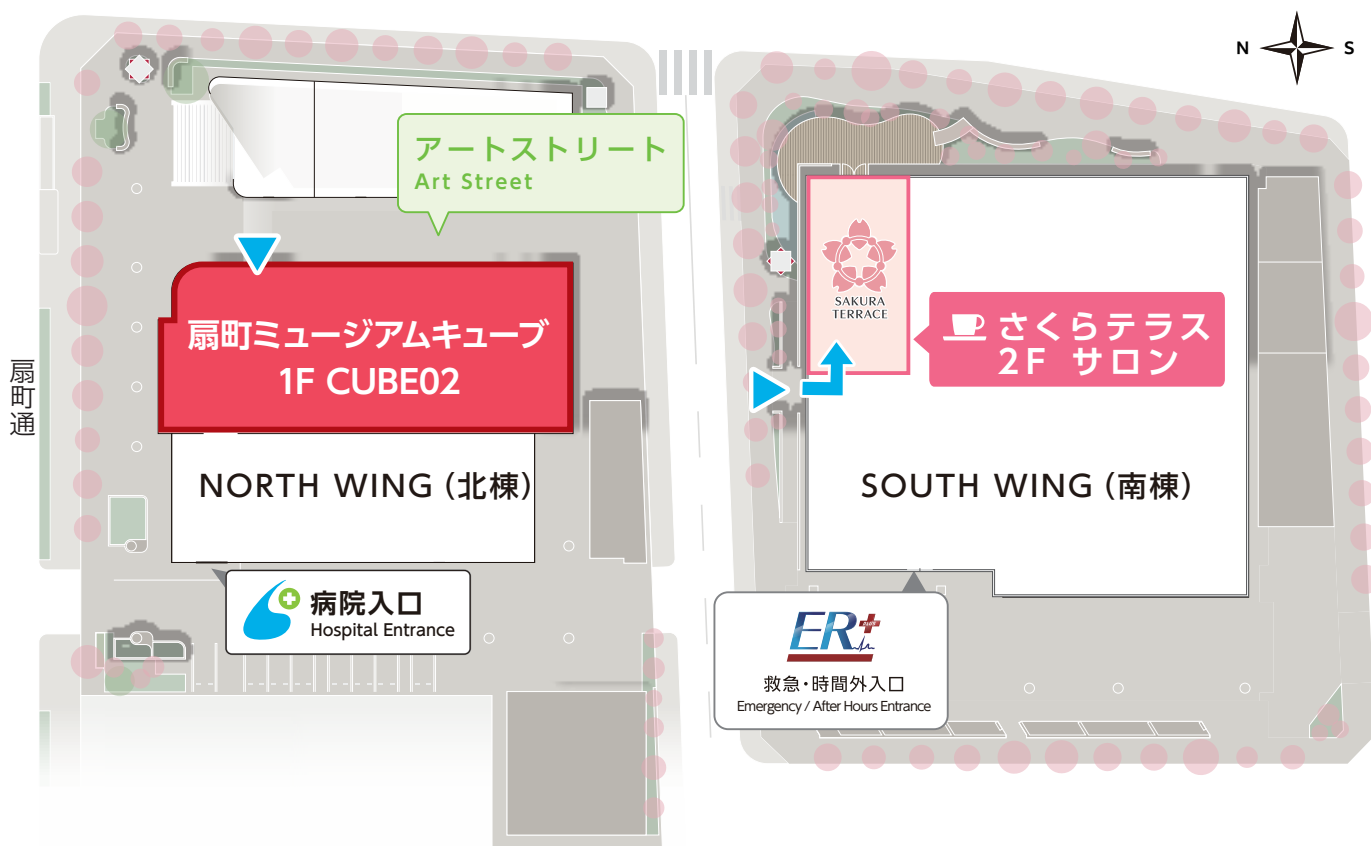 N S
アートストリート
Art Street
扇町ミュージアムキューブ
1F CUBE02
SAKURA
TERRACE
さくらテラス
2F サロン
扇町通
NORTH WING (北棟)
SOUTH WING (南棟)
病院入口
Hospital Entrance
ER
救急・時間外入口
Emergency / After Hours Entrance